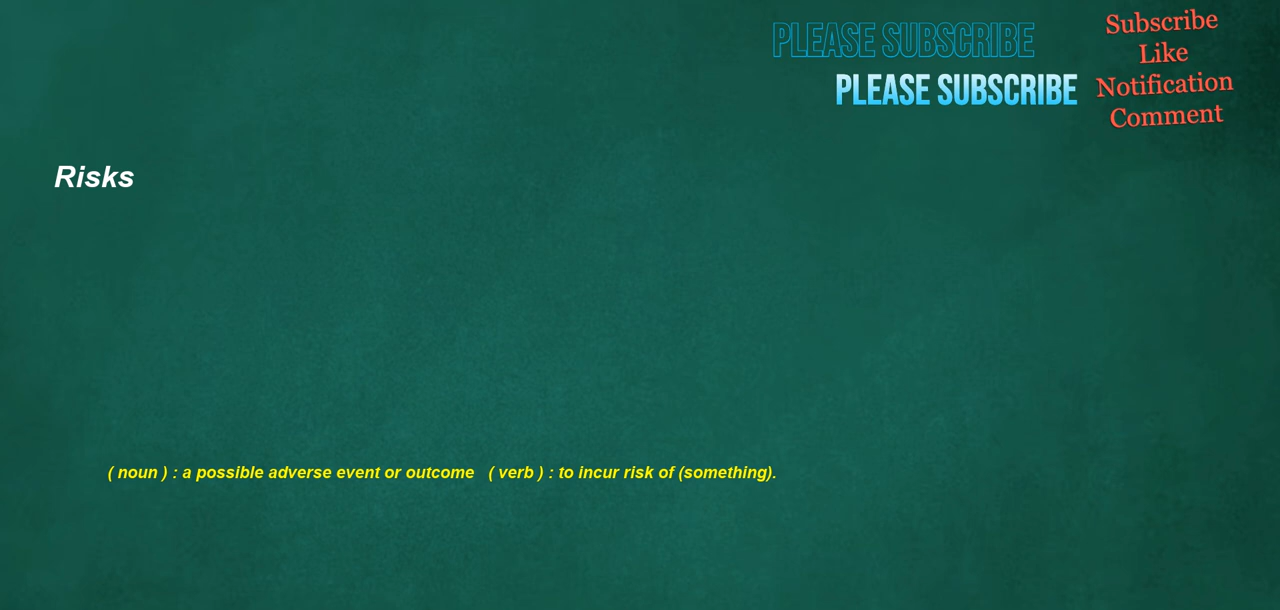 PLEASE SUBSCRIBE
PLEASE SUBSCRIBE
Subscribe
Like
Notification
Comment
Risks
( noun ) : a possible adverse event or outcome   ( verb ) : to incur risk of (something).